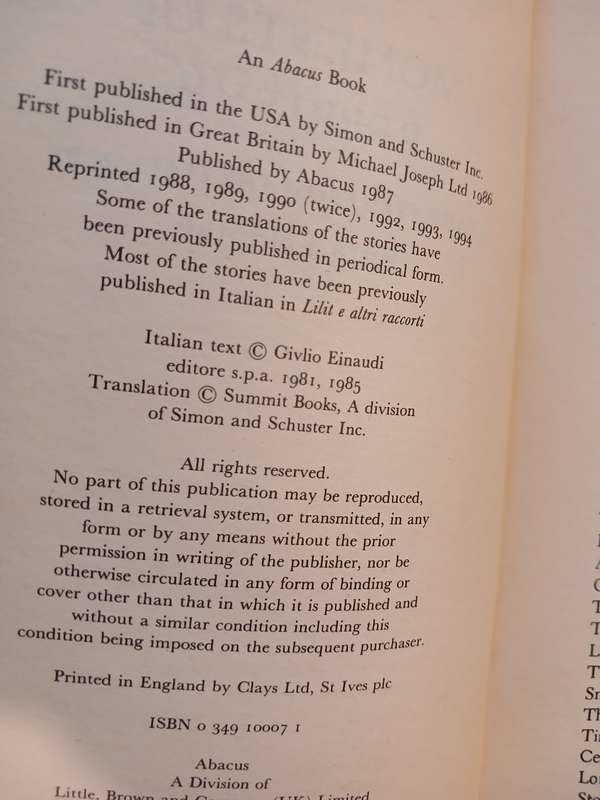 An Abacus Book
First published in the USA by Simon and Schuster Inc.
First published in Great Britain by Michael Joseph Ltd 1986
Published by Abacus 1987
Reprinted 1988, 1989, 1990 (twice), 1992, 1993, 1994
Some of the translations of the stories have
been previously published in periodical form.
Most of the stories have been previously
published in Italian in Lilit e altri raccorti
Italian text © Givlio Einaudi
editore s.p.a. 1981, 1985
Translation © Summit Books, A division
of Simon and Schuster Inc.
All rights reserved.
No part of this publication may be reproduced,
stored in a retrieval system, or transmitted, in any
form or by any means without the prior
permission in writing of the publisher, nor be
otherwise circulated in any form of binding or
cover other than that in which it is published and
without a similar condition including this
condition being imposed on the subsequent purchaser.
Printed in England by Clays Ltd, St Ives plc
ISBN 0 349 10007 1
Abacus
A Division of
Little, Brown and (UK) Limited